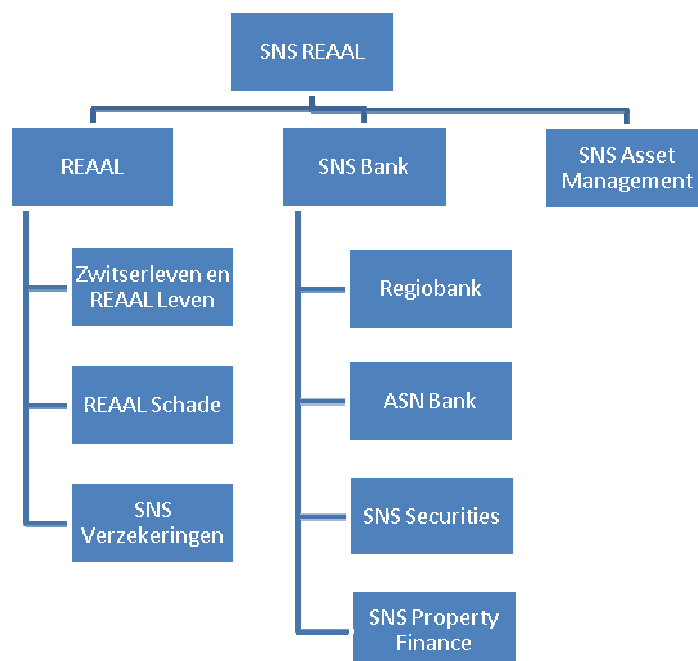 SNS REAAL
REAAL
SNS Bank
SNS Asset
Management
Zwitserleven en
REAAL Leven
REAAL Schade
SNS
Verzekeringen
Regiobank
ASN Bank
SNS Securities
SNS Property
Finance